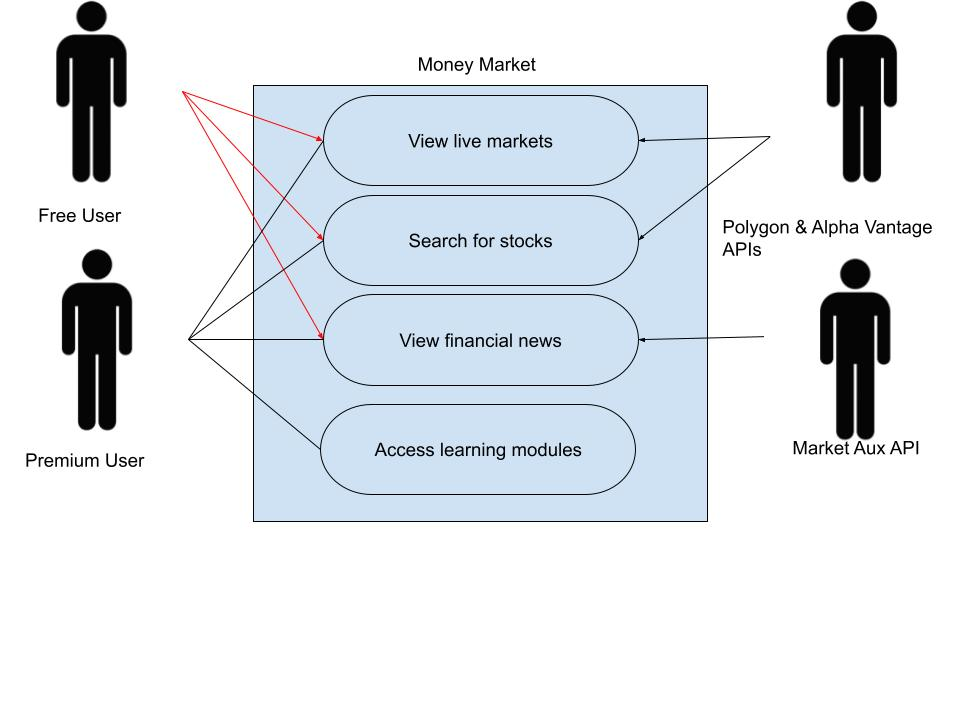 Money Market
View live markets
Free User
Search for stocks
Polygon & Alpha Vantage
APIs
View financial news
Access learning modules
Premium User
Market Aux API